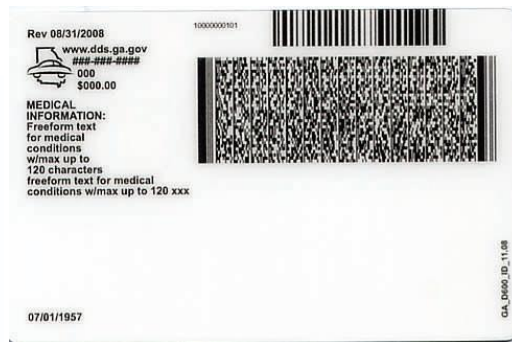 Rev 08/31/2008
10000000101
www.dds.ga.gov
###-###-####
000
$000.00
MEDICAL
INFORMATION:
Freeform text
for medical
conditions
w/max up to
120 characters
freeform text for medical
conditions w/max up to 120 xxx
07/01/1957
GA_D600_ID_11.08